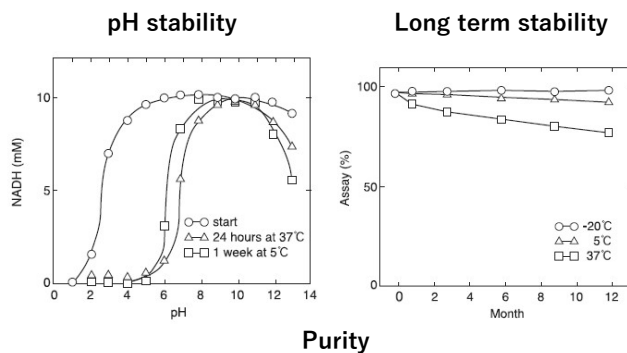 pH stability
Long term stability
NADH (mM)
10
5
0
0 2 4 6 8 10 12 14
pH
start
24 hours at 37℃
1 week at 5℃
Assay (%)
100
50
0
0 2 4 6 8 10 12
Month
-20℃
5℃
37℃
Purity